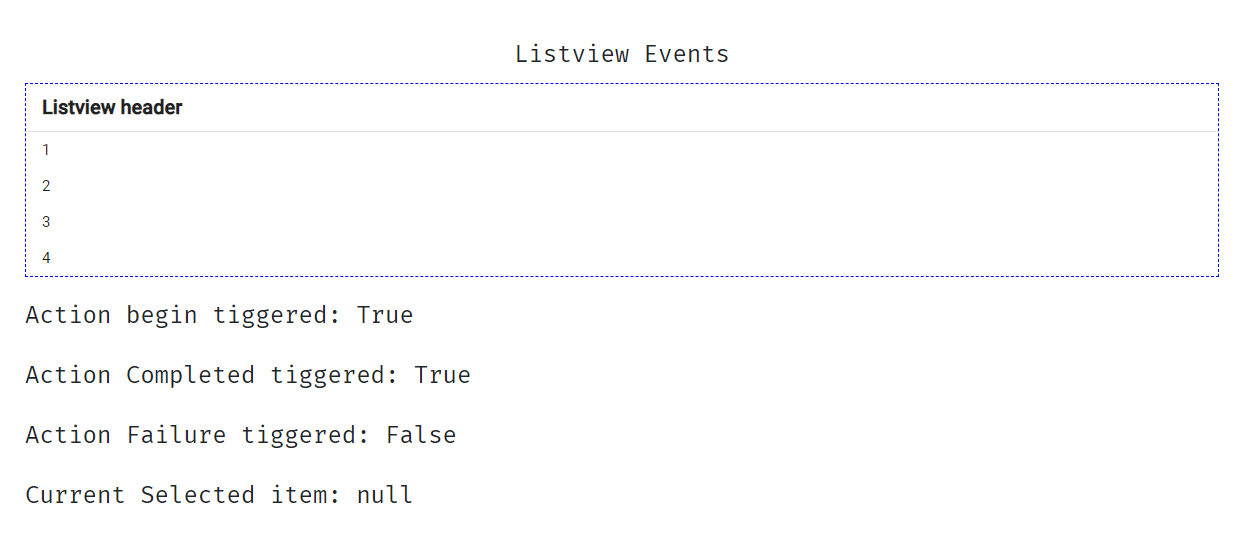 Listview Events
Listview header
1
2
3
4
Action begin tiggered: True
Action Completed tiggered: True
Action Failure tiggered: False
Current Selected item: null